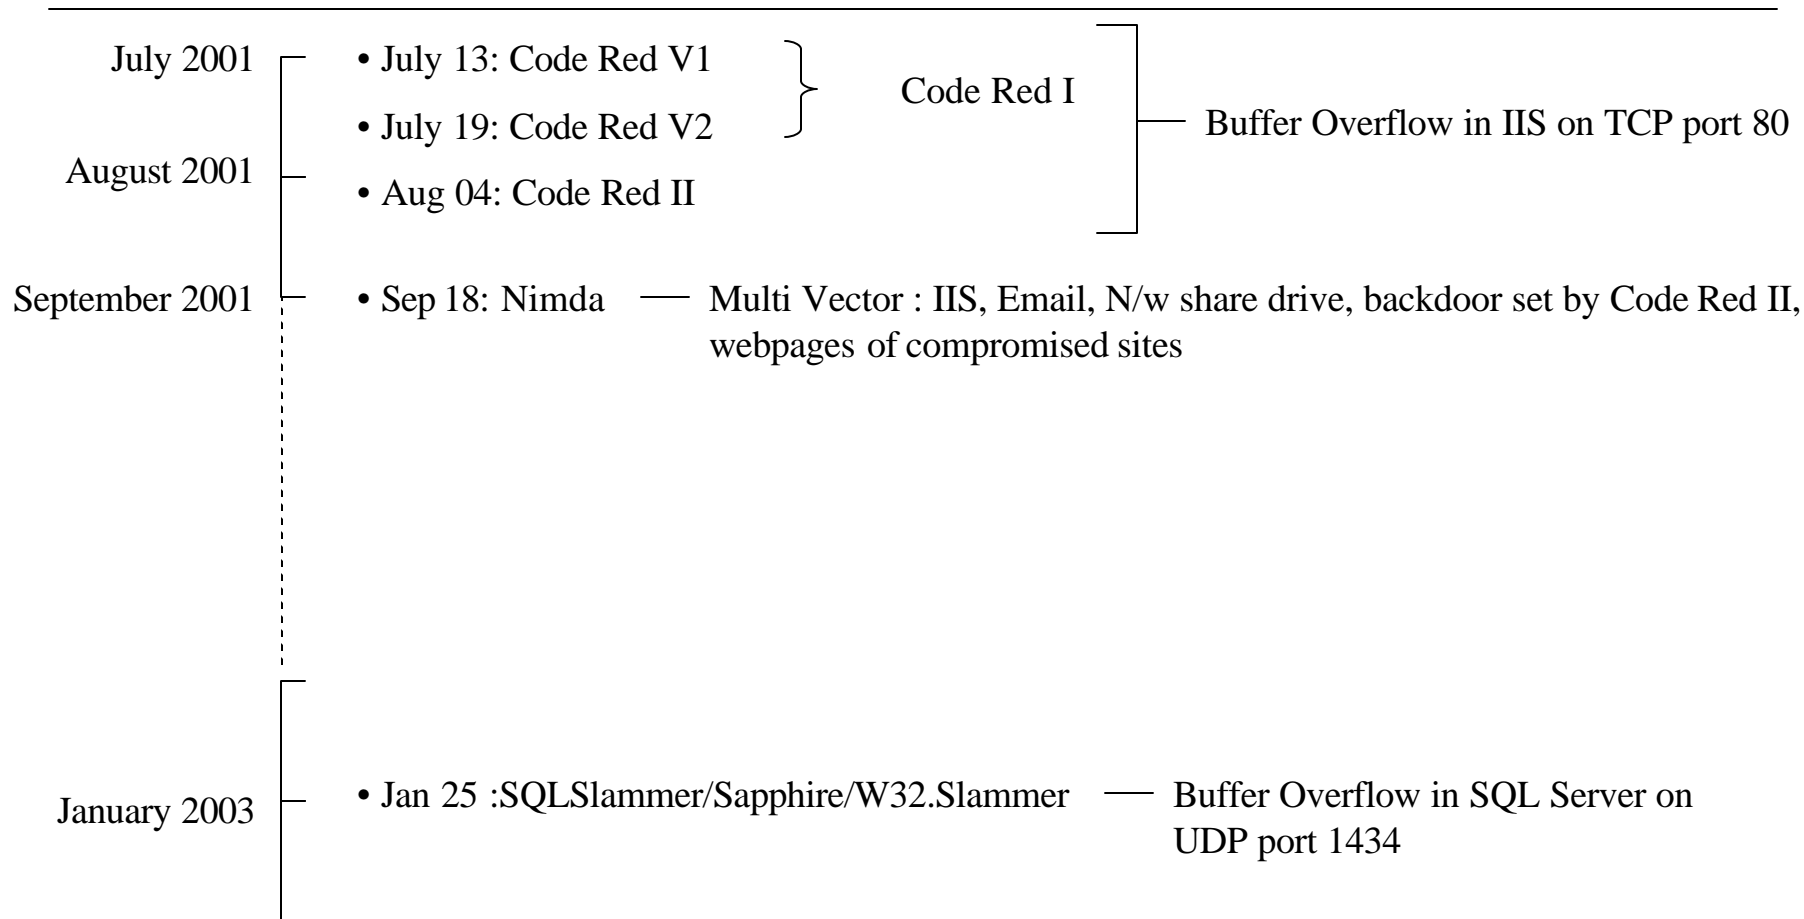 July 2001
• July 13: Code Red V1
• July 19: Code Red V2
Code Red I
Buffer Overflow in IIS on TCP port 80
August 2001
• Aug 04: Code Red II
September 2001
• Sep 18: Nimda
Multi Vector : IIS, Email, N/w share drive, backdoor set by Code Red II,
webpages of compromised sites
January 2003
• Jan 25 :SQLSlammer/Sapphire/W32.Slammer
Buffer Overflow in SQL Server on
UDP port 1434